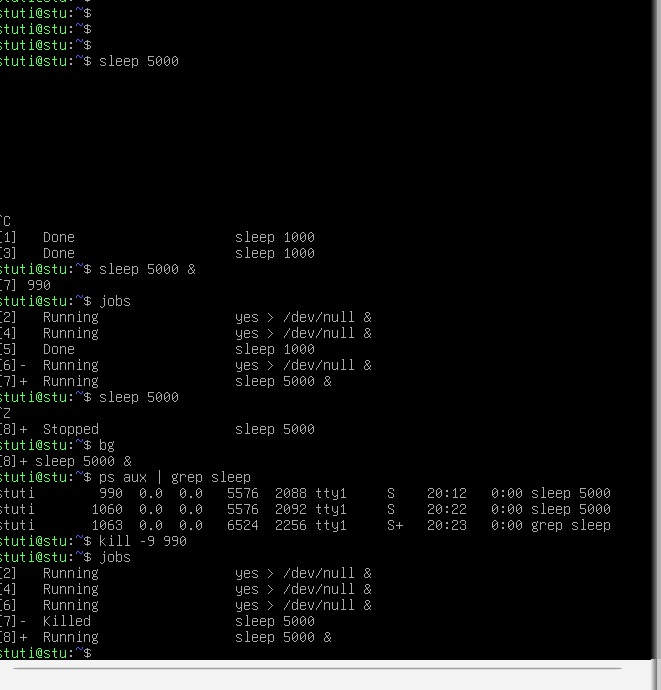 stuti@stu:~$
stuti@stu:~$
stuti@stu:~$
stuti@stu:~$ sleep 5000
^C
[1]   Done                    sleep 1000
[3]   Done                    sleep 1000
stuti@stu:~$ sleep 5000 &
[7] 990
stuti@stu:~$ jobs
[2]   Running                 yes > /dev/null &
[4]   Running                 yes > /dev/null &
[5]   Done                    sleep 1000
[6]-  Running                 yes > /dev/null &
[7]+  Running                 sleep 5000 &
stuti@stu:~$ sleep 5000
^Z
[8]+  Stopped                 sleep 5000
stuti@stu:~$ bg
[8]+ sleep 5000 &
stuti@stu:~$ ps aux | grep sleep
stuti        990  0.0  0.0   5576  2088 tty1     S    20:12   0:00 sleep 5000
stuti       1060  0.0  0.0   5576  2092 tty1     S    20:22   0:00 sleep 5000
stuti       1063  0.0  0.0   6524  2256 tty1     S+   20:23   0:00 grep sleep
stuti@stu:~$ kill -9 990
stuti@stu:~$ jobs
[2]   Running                 yes > /dev/null &
[4]   Running                 yes > /dev/null &
[6]   Running                 yes > /dev/null &
[7]-  Killed                  sleep 5000
[8]+  Running                 sleep 5000 &
stuti@stu:~$